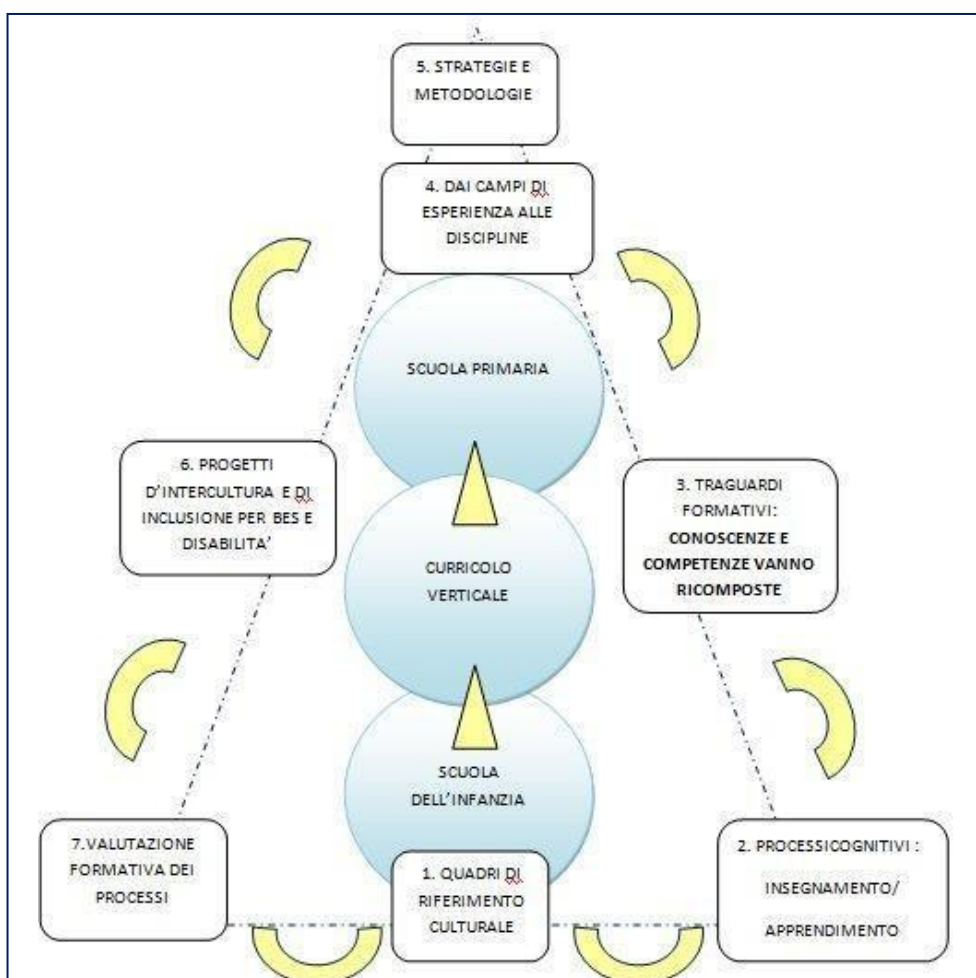 5. STRATEGIE E
METODOLOGIE
4. DAI CAMPI DI
ESPERIENZA ALLE
DISCIPLINE
SCUOLA PRIMARIA
6. PROGETTI
D'INTERCULTURA E DI
INCLUSIONE PER BES E
DISABILITA'
3. TRAGUARDI
FORMATIVI:
CONOSCENZE E
COMPETENZE VANNO
RICOMPOSTE
CURRICOLO
VERTICALE
SCUOLA
DELL'INFANZIA
7.VALUTAZIONE
FORMATIVA DEI
PROCESSI
1. QUADRI DI
RIFERIMENTO
CULTURALE
2. PROCESSICOGNITIVI :
INSEGNAMENTO/
APPRENDIMENTO